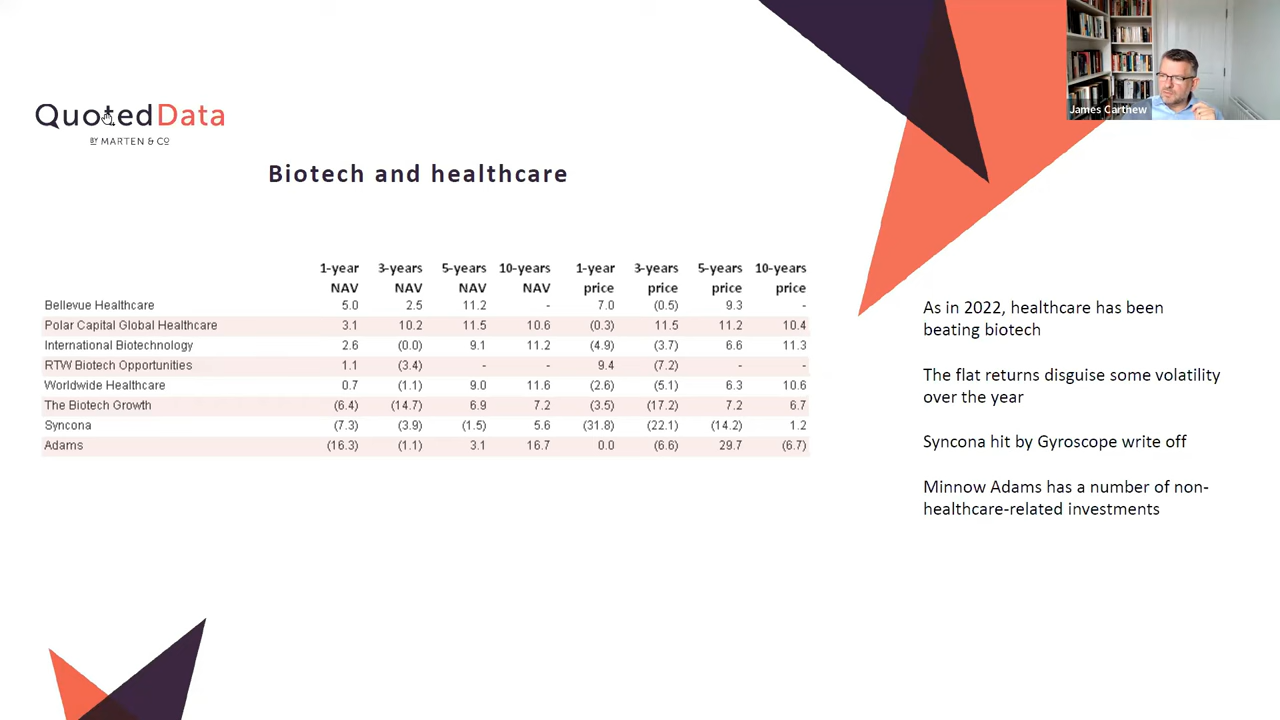 James Carthew
QuotedData
BY MARTEN & CO
Biotech and healthcare
1-year 3-years 5-years 10-years 1-year 3-years 5-years 10-years
NAV NAV NAV NAV price price price price
Bellevue Healthcare 5.0 2.5 11.2 - 7.0 (0.5) 9.3 -
Polar Capital Global Healthcare 3.1 10.2 11.5 10.6 (0.3) 11.5 11.2 10.4
International Biotechnology 2.6 (0.0) 9.1 11.2 (4.9) (3.7) 6.6 11.3
RTW Biotech Opportunities 1.1 (3.4) - - 9.4 (7.2) - -
Worldwide Healthcare 0.7 (1.1) 9.0 11.6 (2.6) (5.1) 6.3 10.6
The Biotech Growth (6.4) (14.7) 6.9 7.2 (3.5) (17.2) 7.2 6.7
Syncona (7.3) (3.9) (1.5) 5.6 (31.8) (22.1) (14.2) 1.2
Adams (16.3) (1.1) 3.1 16.7 0.0 (6.6) 29.7 (6.7)
As in 2022, healthcare has been
beating biotech
The flat returns disguise some volatility
over the year
Syncona hit by Gyroscope write off
Minnow Adams has a number of non-
healthcare-related investments